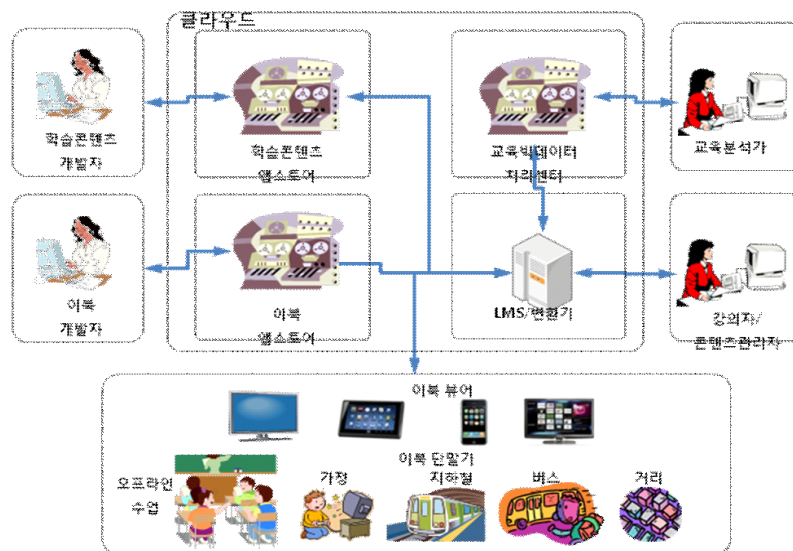 클라우드
학습콘텐츠
개발자
학습콘텐츠
앱스토어
교육빅데이터
처리센터
교육분석가
이북
개발자
이북
앱스토어
LMS/변환기
강의자/
콘텐츠관리자
이북 뷰어
이북 단말기
오프라인
수업
가정
지하철
버스
거리